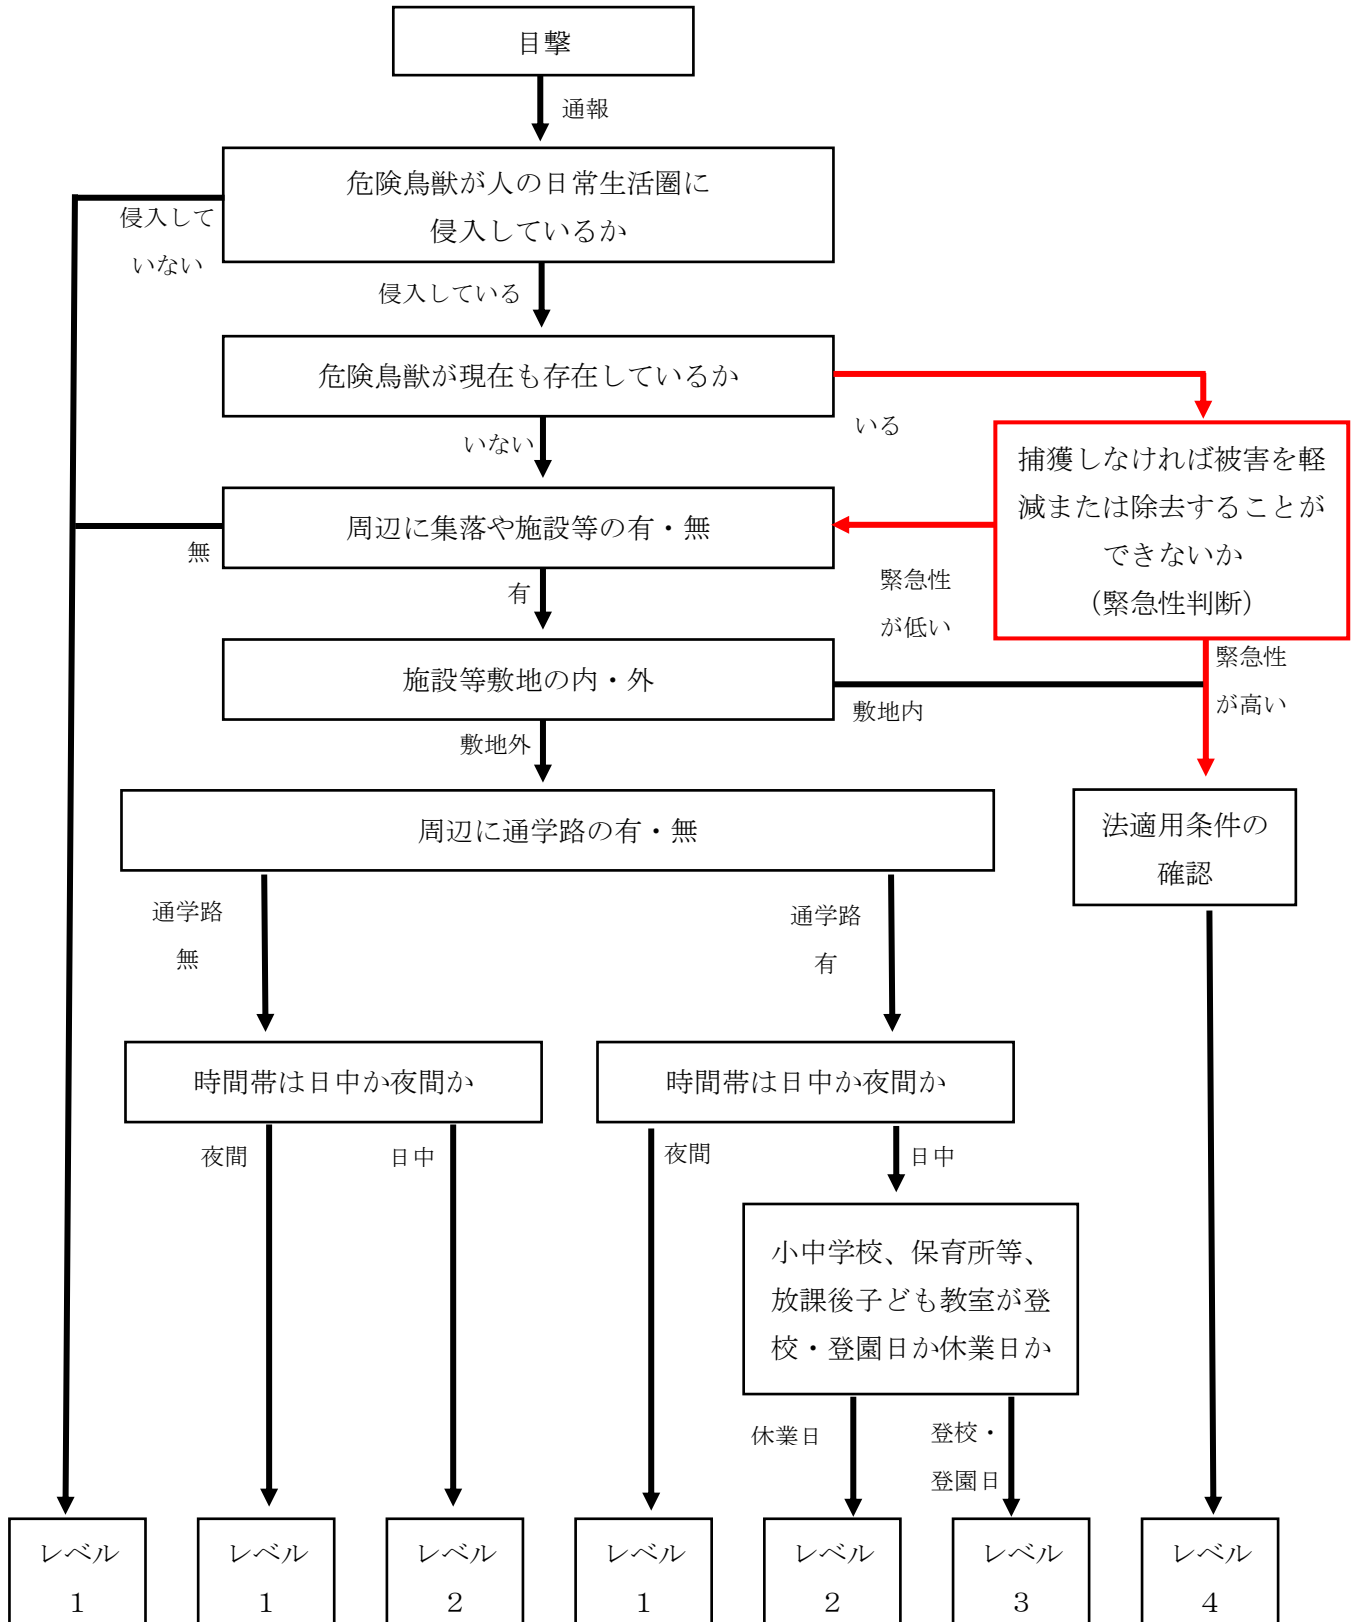 目撃
通報
危険鳥獣が人の日常生活圏に
侵入しているか
侵入して
いない
侵入している
危険鳥獣が現在も存在しているか
いる
いない
捕獲しなければ被害を軽
減または除去することが
できないか
（緊急性判断）
周辺に集落や施設等の有・無
無
有
緊急性
が低い
緊急性
が高い
施設等敷地の内・外
敷地内
敷地外
周辺に通学路の有・無
法適用条件の
確認
通学路
無
通学路
有
時間帯は日中か夜間か
時間帯は日中か夜間か
夜間
日中
夜間
日中
小中学校、保育所等、
放課後子ども教室が登
校・登園日か休業日か
休業日
登校・
登園日
レベル
１
レベル
１
レベル
２
レベル
１
レベル
２
レベル
３
レベル
４